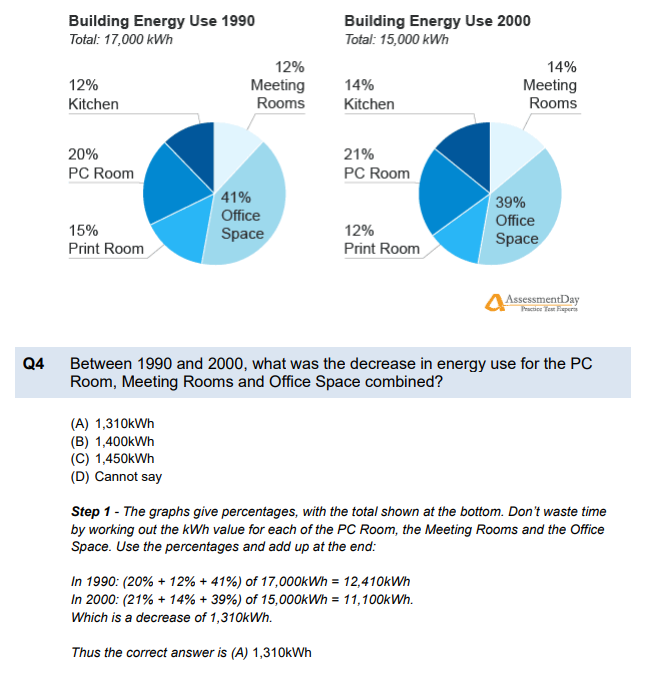 Building Energy Use 1990
Total: 17,000 kWh
12%
Meeting
Rooms
12%
Kitchen
20%
PC Room
41%
Office
Space
15%
Print Room
Building Energy Use 2000
Total: 15,000 kWh
14%
Meeting
Rooms
14%
Kitchen
21%
PC Room
39%
Office
Space
12%
Print Room
AssessmentDay
Practice Test Experts
Q4 Between 1990 and 2000, what was the decrease in energy use for the PC
Room, Meeting Rooms and Office Space combined?
(A) 1,310kWh
(B) 1,400kWh
(C) 1,450kWh
(D) Cannot say
Step 1 - The graphs give percentages, with the total shown at the bottom. Don't waste time
by working out the kWh value for each of the PC Room, the Meeting Rooms and the Office
Space. Use the percentages and add up at the end:
In 1990: (20% + 12% + 41%) of 17,000kWh = 12,410kWh
In 2000: (21% + 14% + 39%) of 15,000kWh = 11,100kWh.
Which is a decrease of 1,310kWh.
Thus the correct answer is (A) 1,310kWh